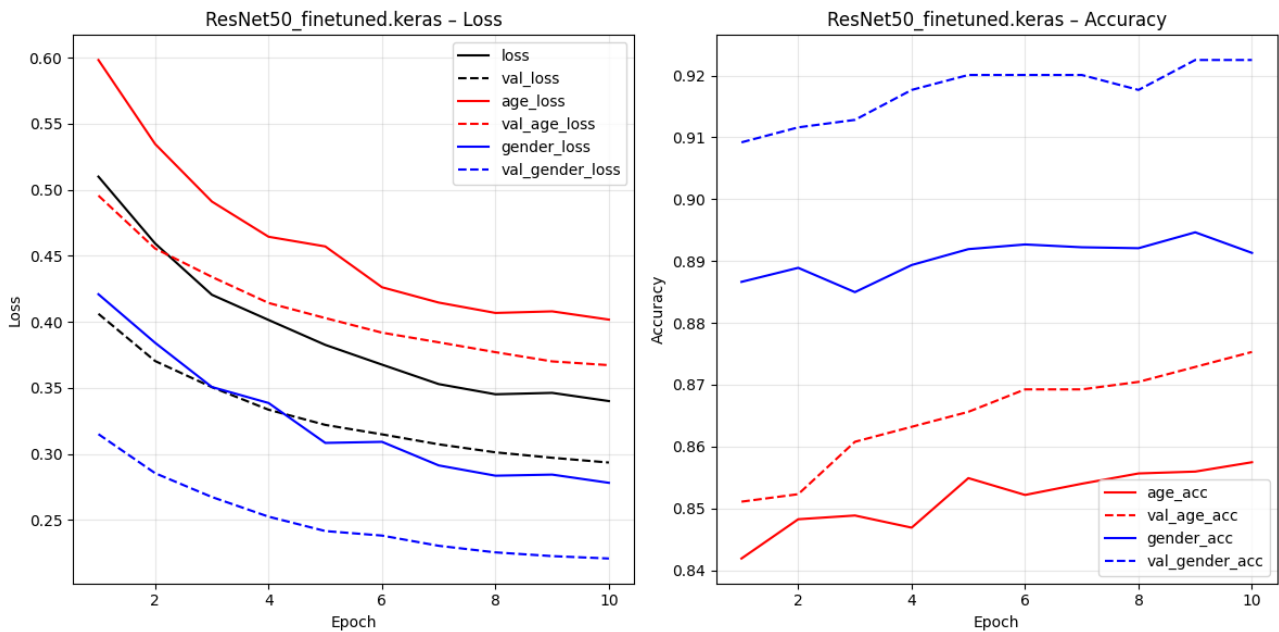 ResNet50_finetuned.keras – Loss
0.60
0.55
0.50
0.45
0.40
0.35
0.30
0.25
Loss
2
4
6
8
10
Epoch
loss
val_loss
age_loss
val_age_loss
gender_loss
val_gender_loss
ResNet50_finetuned.keras – Accuracy
0.92
0.91
0.90
0.89
0.88
0.87
0.86
0.85
0.84
Accuracy
2
4
6
8
10
Epoch
age_acc
val_age_acc
gender_acc
val_gender_acc